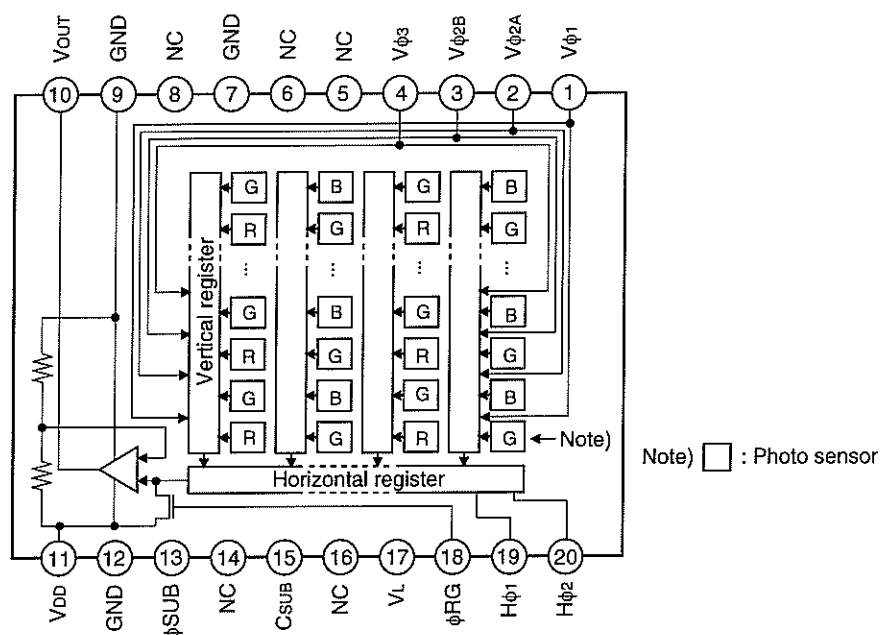 VOUT GND NC GND NC NC Vϕ3 Vϕ2B Vϕ2A Vϕ1
10 9 8 7 6 5 4 3 2 1
Vertical register
G B G B
R G R G
... ... ... ...
G B G B
R G R G
G B G B
R G R G
Note)
Note) : Photo sensor
Horizontal register
11 12 13 14 15 16 17 18 19 20
VDD GND ϕSUB NC CSUB NC VL ϕRG Hϕ1 Hϕ2